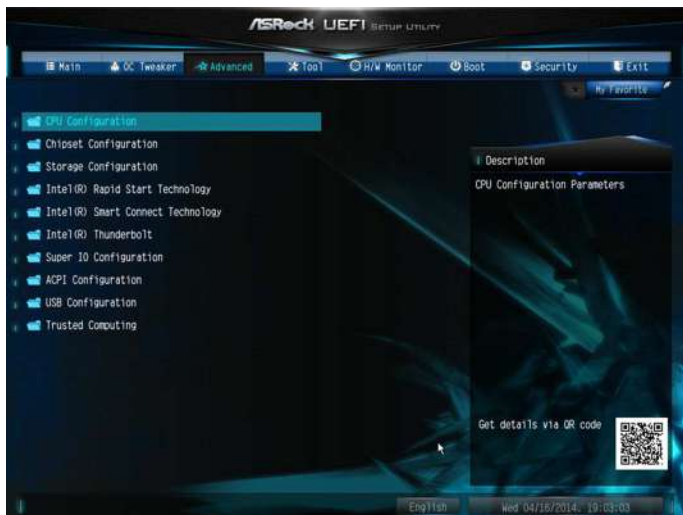 ASRock UEFI SETUP UTILITY
Main OC Tweaker Advanced Tool H/W Monitor Boot Security Exit
My Favorite
CPU Configuration
Chipset Configuration
Storage Configuration
Intel(R) Rapid Start Technology
Intel(R) Smart Connect Technology
Intel(R) Thunderbolt
Super IO Configuration
ACPI Configuration
USB Configuration
Trusted Computing
Description
CPU Configuration Parameters
Get details via QR code
English
Wed 04/16/2014. 19:03:03